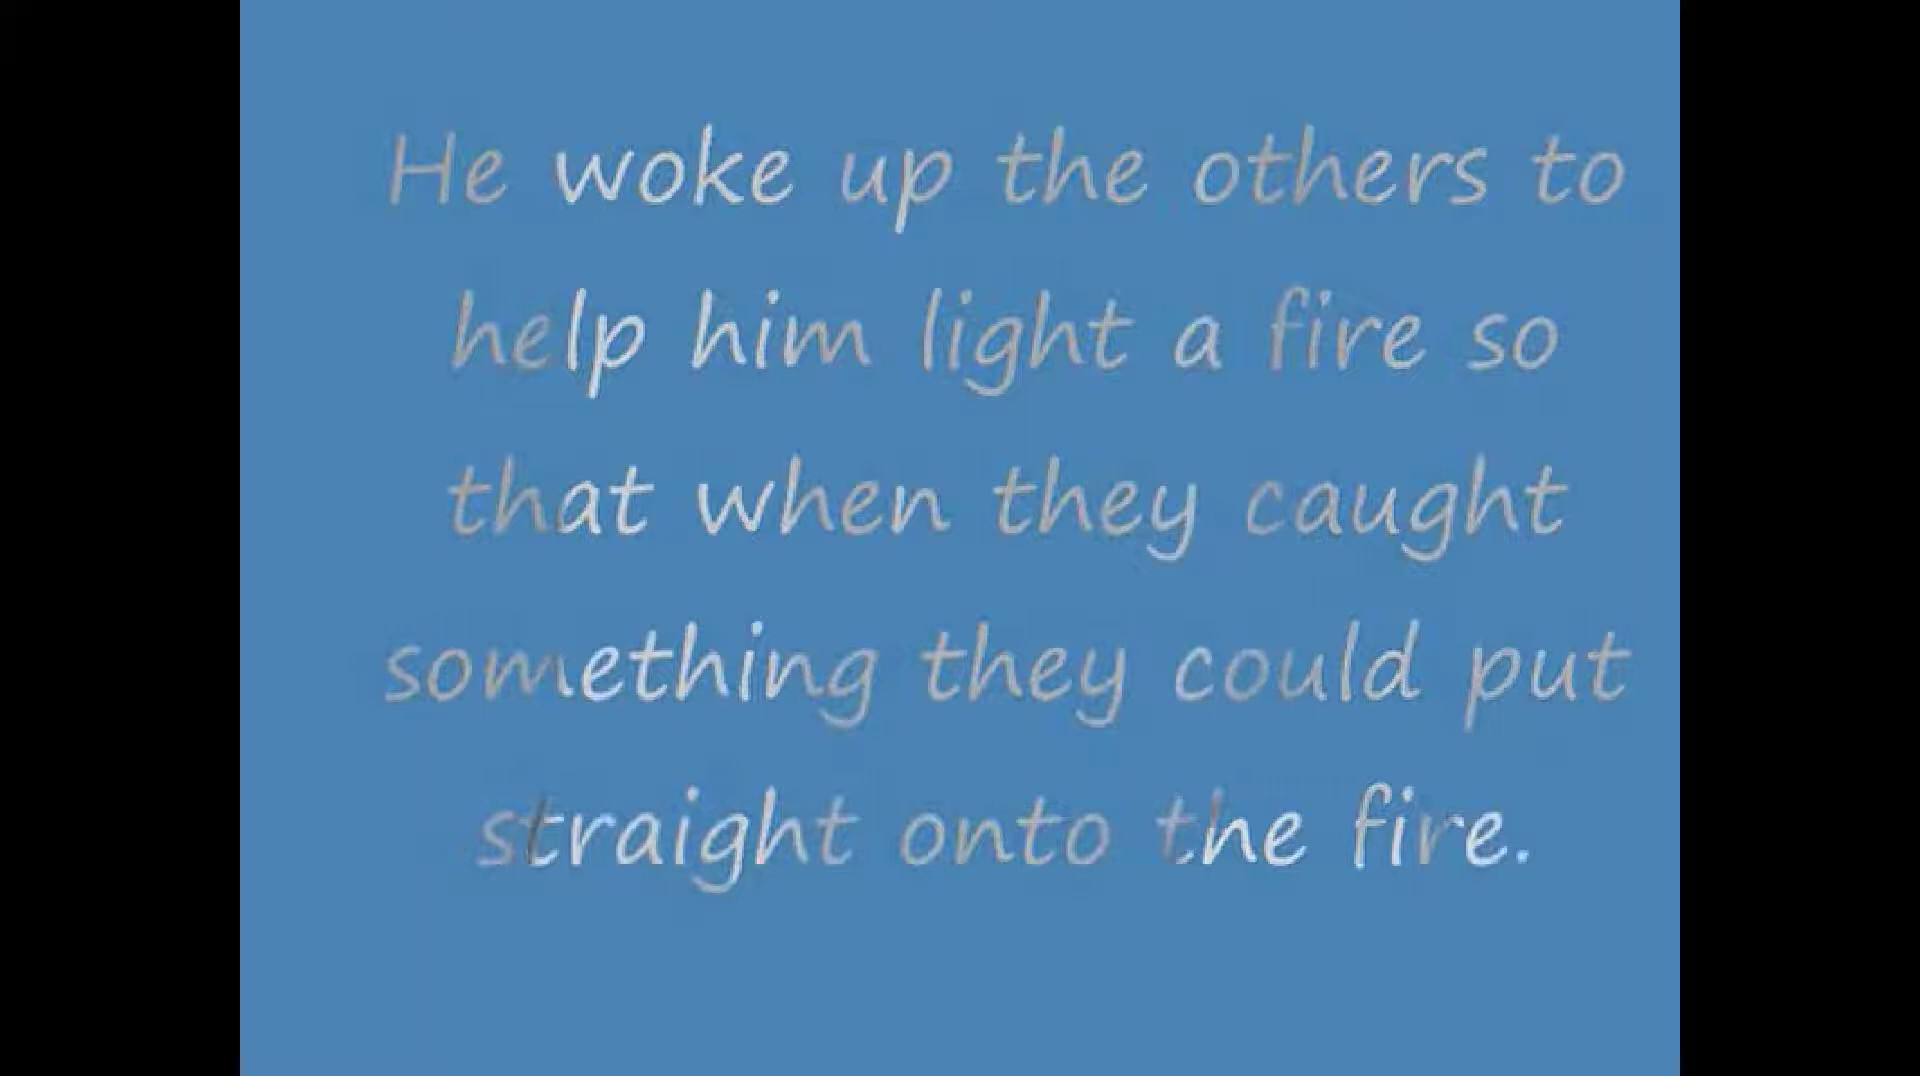 He woke up the others to
help him light a fire so
that when they caught
something they could put
straight onto the fire.